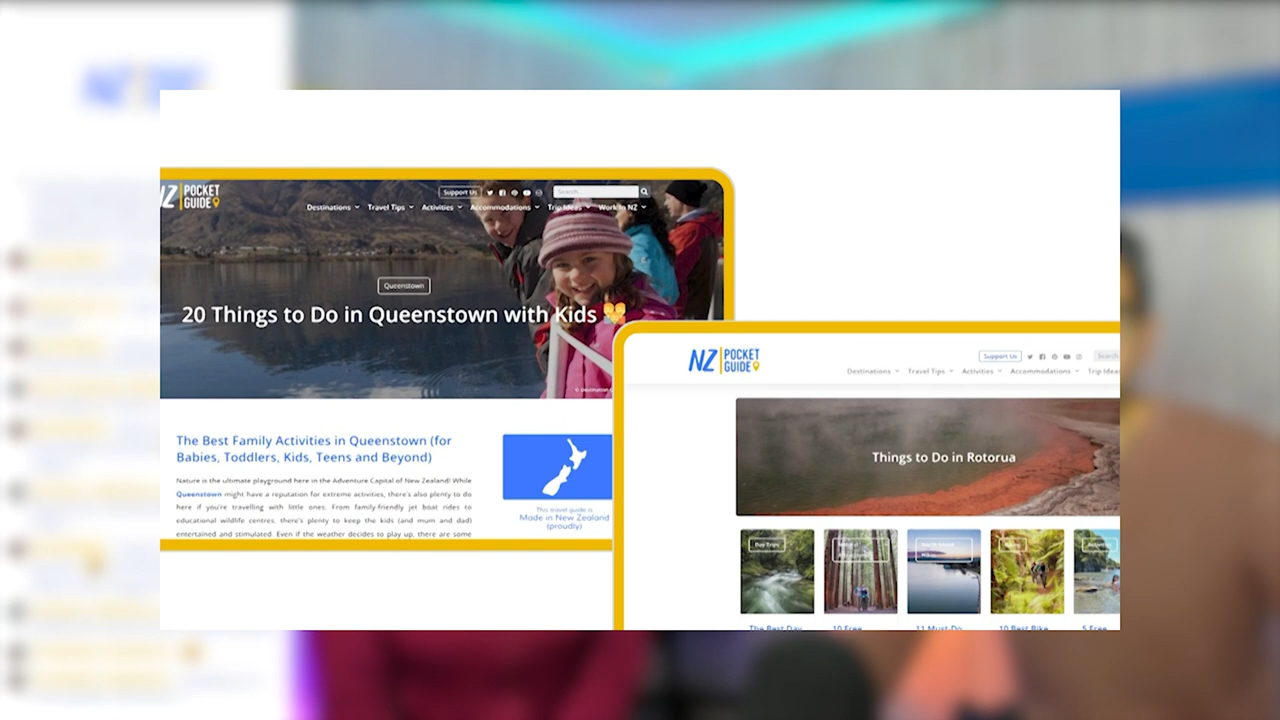 NZ POCKET
GUIDE
Support Us
Search...
Destinations Travel Tips Activities Accommodations Trip Ideas Work in NZ
Queenstown
20 Things to Do in Queenstown with Kids
The Best Family Activities in Queenstown (for
Babies, Toddlers, Kids, Teens and Beyond)
Nature is the ultimate playground here in the Adventure Capital of New Zealand! While
Queenstown might have a reputation for extreme activities, there's also plenty to do
here if you're travelling with little ones. From family-friendly jet boat rides to
educational wildlife centres, there's plenty to keep the kids (and mum and dad)
entertained and stimulated. Even if the weather decides to play up, there are some
This travel guide is
Made in New Zealand
(proudly)
NZ POCKET
GUIDE
Support Us
Search
Destinations Travel Tips Activities Accommodations Trip Ideas
Things to Do in Rotorua
Day Trips
The Best Day
10 Free
11 Must-Do
10 Best Bike
5 Free